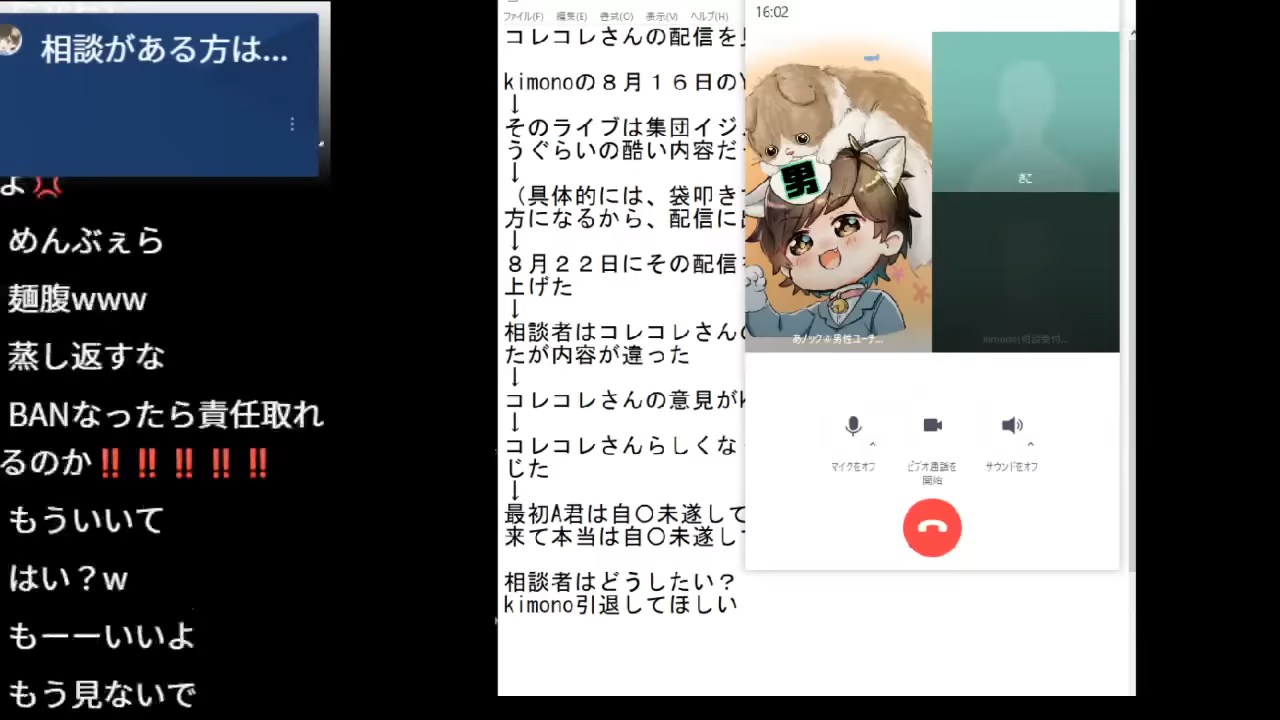 相談がある方は...
よ💢
めんぶぇら
麺腹www
蒸し返すな
BANなったら責任取れ
るのか‼️‼️‼️‼️‼️
もういいて
はい？w
もーーいいよ
もう見ないで
ファイル(F) 編集(E) 書式(O) 表示(V) ヘルプ(H)
コレコレさんの配信を見
kimonoの８月１６日のY
↓
そのライブは集団イジ
うぐらいの酷い内容だ
↓
（具体的には、袋叩き
方になるから、配信に
↓
８月２２日にその配信
上げた
↓
相談者はコレコレさんの
たが内容が違った
↓
コレコレさんの意見がk
↓
コレコレさんらしくな
じた
↓
最初A君は自〇未遂して
来て本当は自〇未遂し
相談者はどうしたい？
kimono引退してほしい
16:02
男
きこ
kimono(相談受付...
マイクをオフ
ビデオ通話を
開始
サウンドをオフ